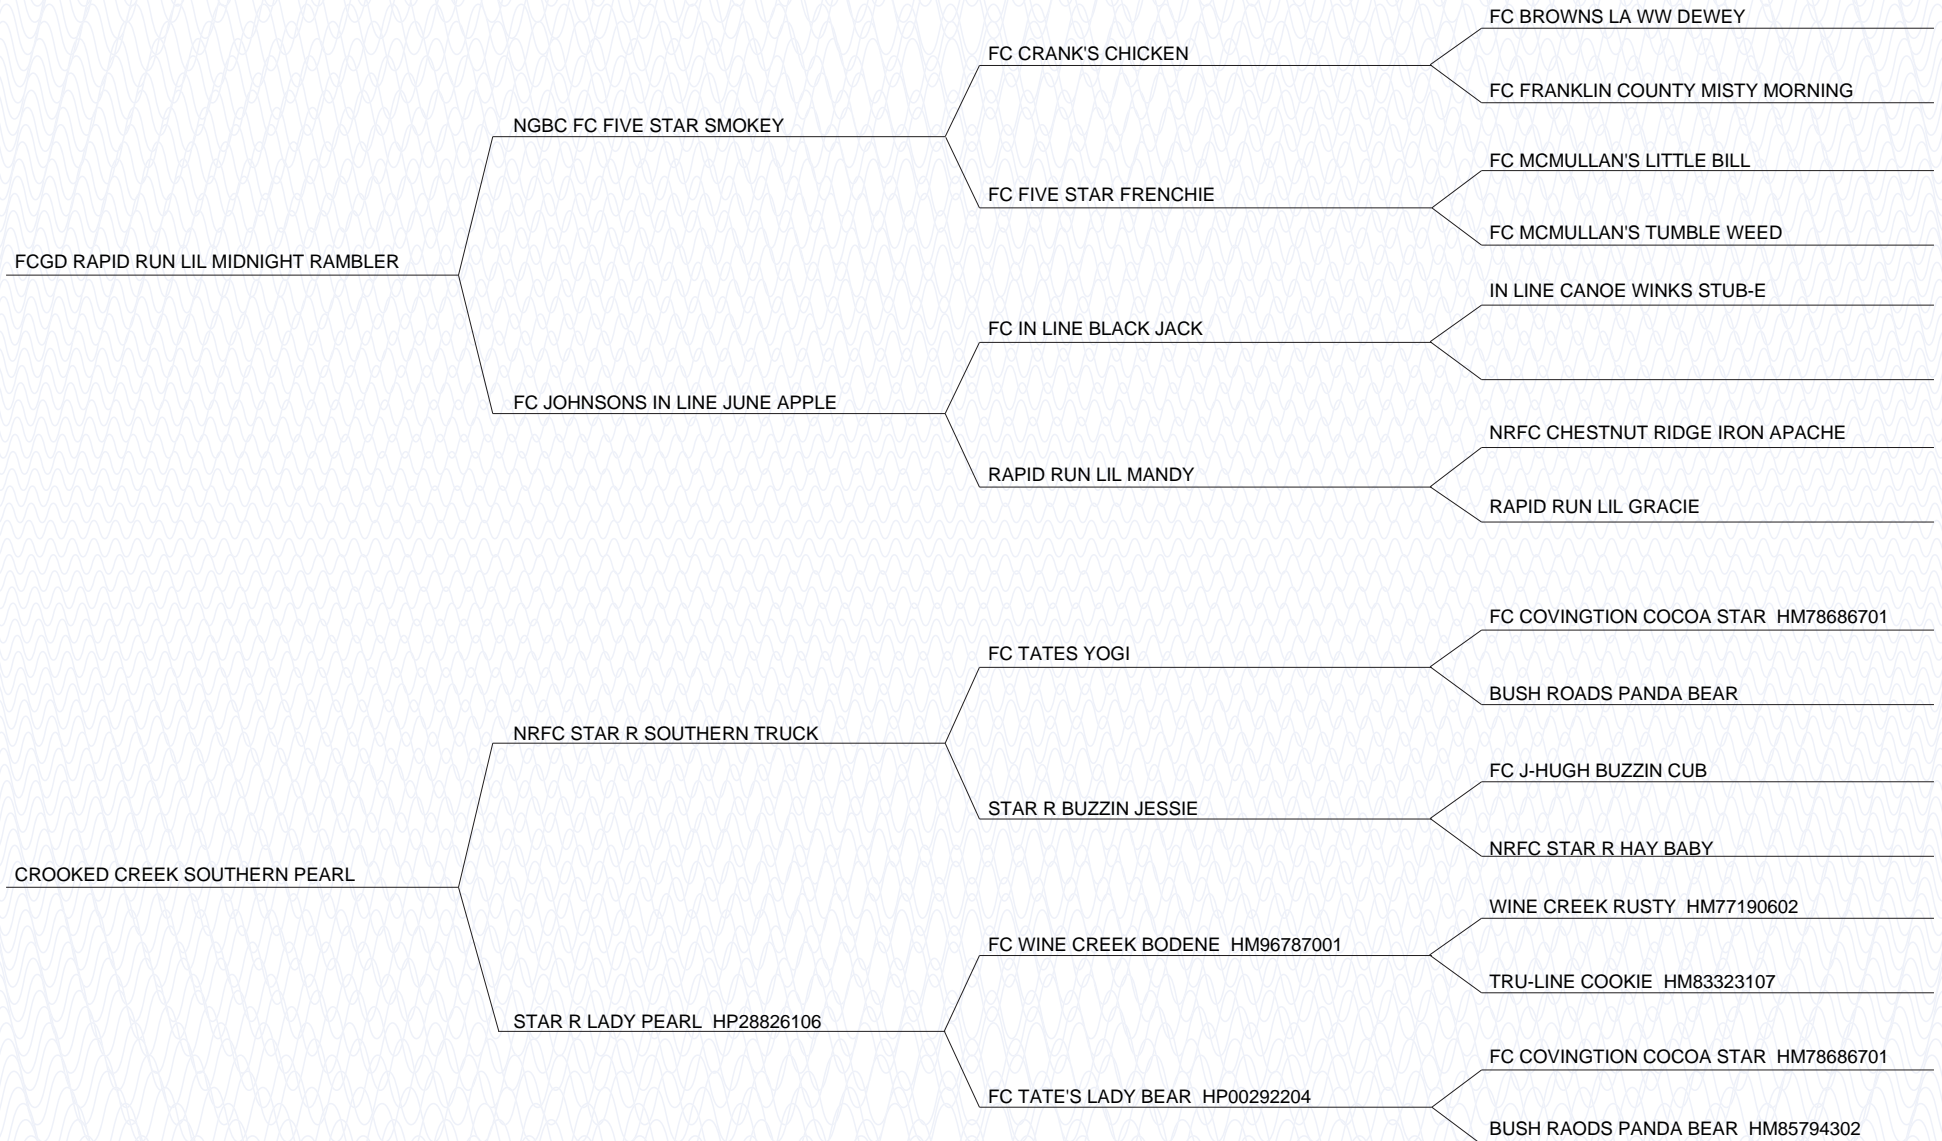 FC BROWNS LA WW DEWEY
FC CRANK'S CHICKEN
FC FRANKLIN COUNTY MISTY MORNING
NGBC FC FIVE STAR SMOKEY
FC MCMULLAN'S LITTLE BILL
FC FIVE STAR FRENCHIE
FC MCMULLAN'S TUMBLE WEED
FCGD RAPID RUN LIL MIDNIGHT RAMBLER
IN LINE CANOE WINKS STUB-E
FC IN LINE BLACK JACK
FC JOHNSONS IN LINE JUNE APPLE
NRFC CHESTNUT RIDGE IRON APACHE
RAPID RUN LIL MANDY
RAPID RUN LIL GRACIE
FC COVINGTION COCOA STAR HM78686701
FC TATES YOGI
BUSH ROADS PANDA BEAR
NRFC STAR R SOUTHERN TRUCK
FC J-HUGH BUZZIN CUB
STAR R BUZZIN JESSIE
NRFC STAR R HAY BABY
CROOKED CREEK SOUTHERN PEARL
WINE CREEK RUSTY HM77190602
FC WINE CREEK BODENE HM96787001
TRU-LINE COOKIE HM83323107
STAR R LADY PEARL HP28826106
FC COVINGTION COCOA STAR HM78686701
FC TATE'S LADY BEAR HP00292204
BUSH RAODS PANDA BEAR HM85794302